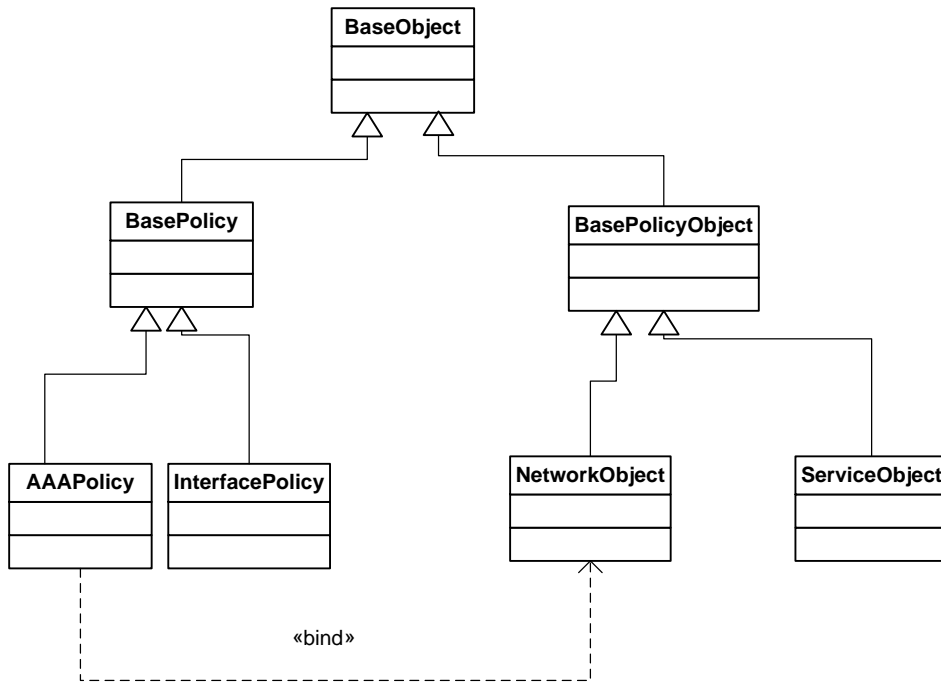 BaseObject
BasePolicy
BasePolicyObject
AAAPolicy
InterfacePolicy
NetworkObject
ServiceObject
«bind»